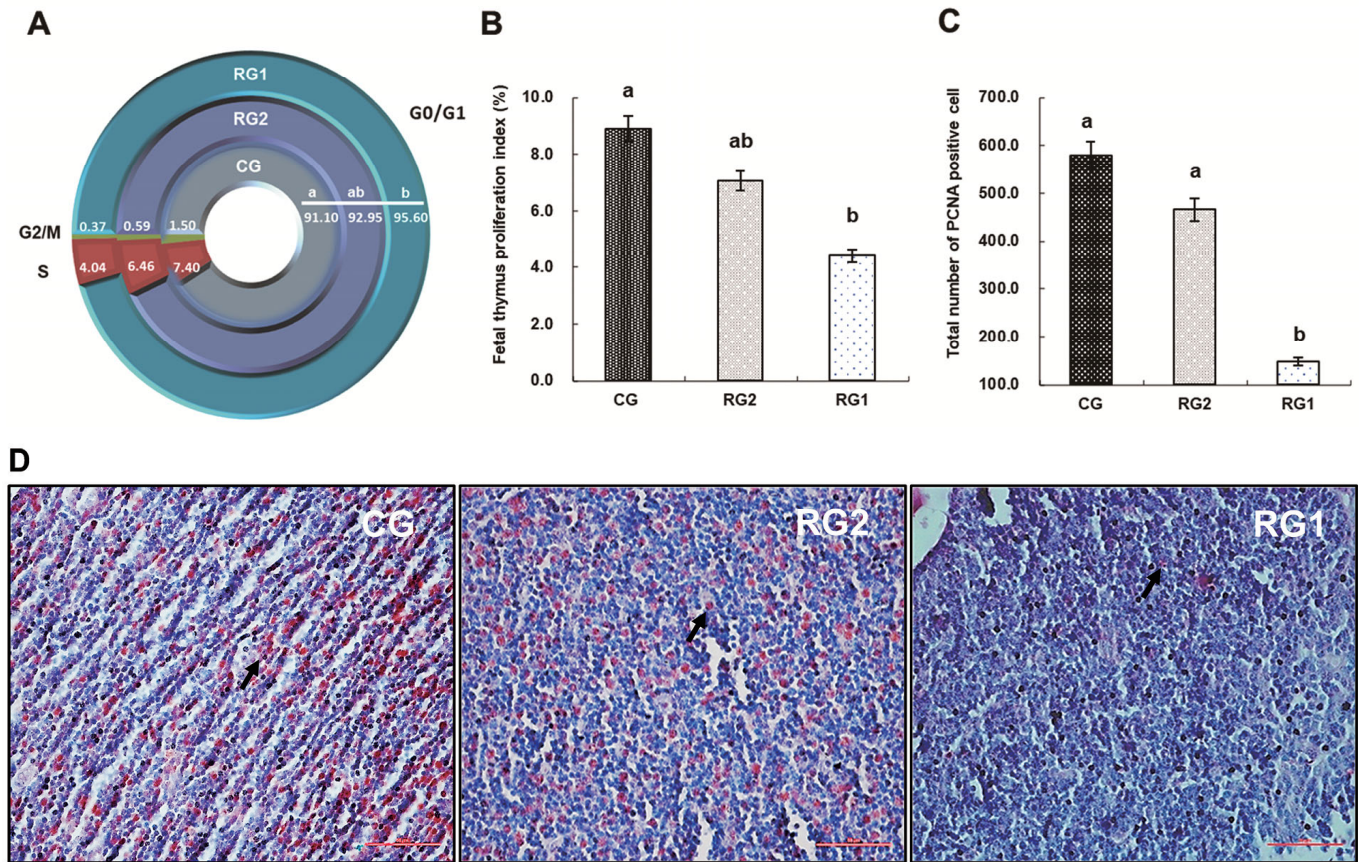 A
RG1
RG2
CG
G0/G1
a ab b
91.10 92.95 95.60
G2/M
0.37 0.59 1.50
S
4.04 6.46 7.40
B
Fetal thymus proliferation index (%)
10.0
8.0
6.0
4.0
2.0
0.0
a
ab
b
CG RG2 RG1
C
Total number of PCNA positive cell
700.0
600.0
500.0
400.0
300.0
200.0
100.0
a
a
b
CG RG2 RG1
D
CG
RG2
RG1